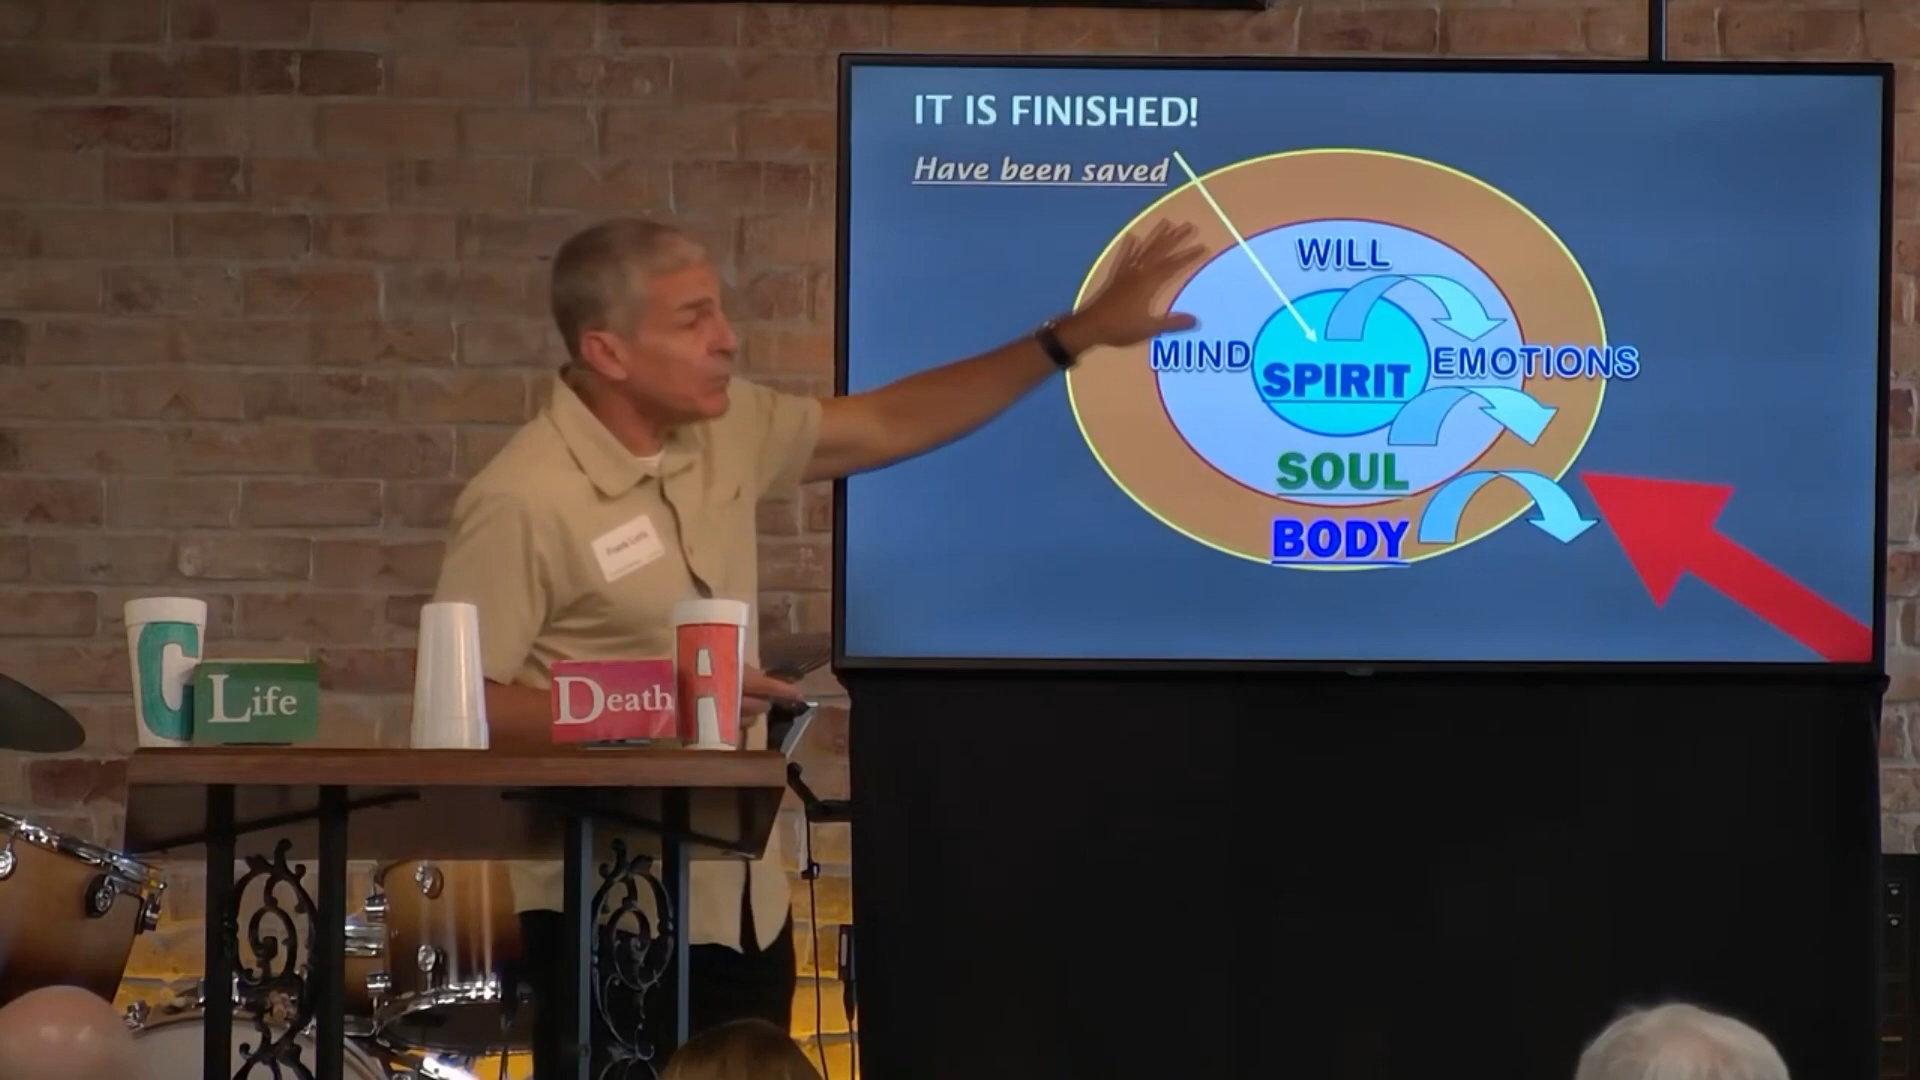 IT IS FINISHED!
Have been saved
WILL
MIND
SPIRIT
EMOTIONS
SOUL
BODY
C
Life
Death
A